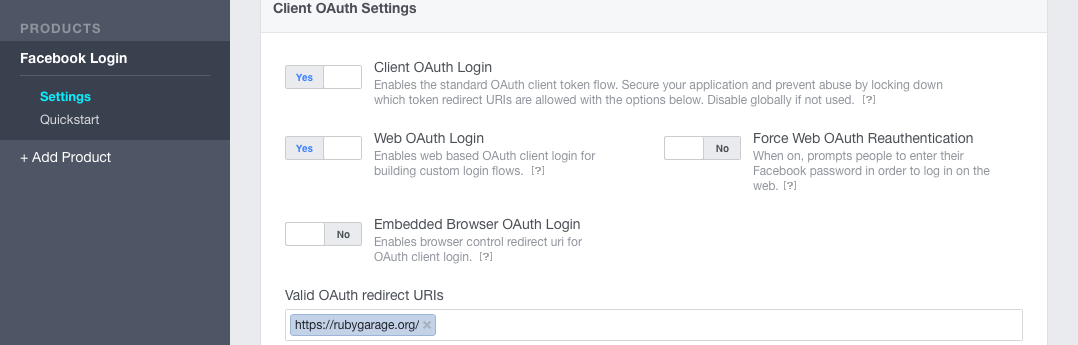 Client OAuth Settings
PRODUCTS
Facebook Login
Settings
Quickstart
+ Add Product
Yes
Client OAuth Login
Enables the standard OAuth client token flow. Secure your application and prevent abuse by locking down
which token redirect URIs are allowed with the options below. Disable globally if not used. [?]
Yes
Web OAuth Login
Enables web based OAuth client login for
building custom login flows. [?]
No
Force Web OAuth Reauthentication
When on, prompts people to enter their
Facebook password in order to log in on the
web. [?]
No
Embedded Browser OAuth Login
Enables browser control redirect uri for
OAuth client login. [?]
Valid OAuth redirect URIs
https://rubygarage.org/ ×